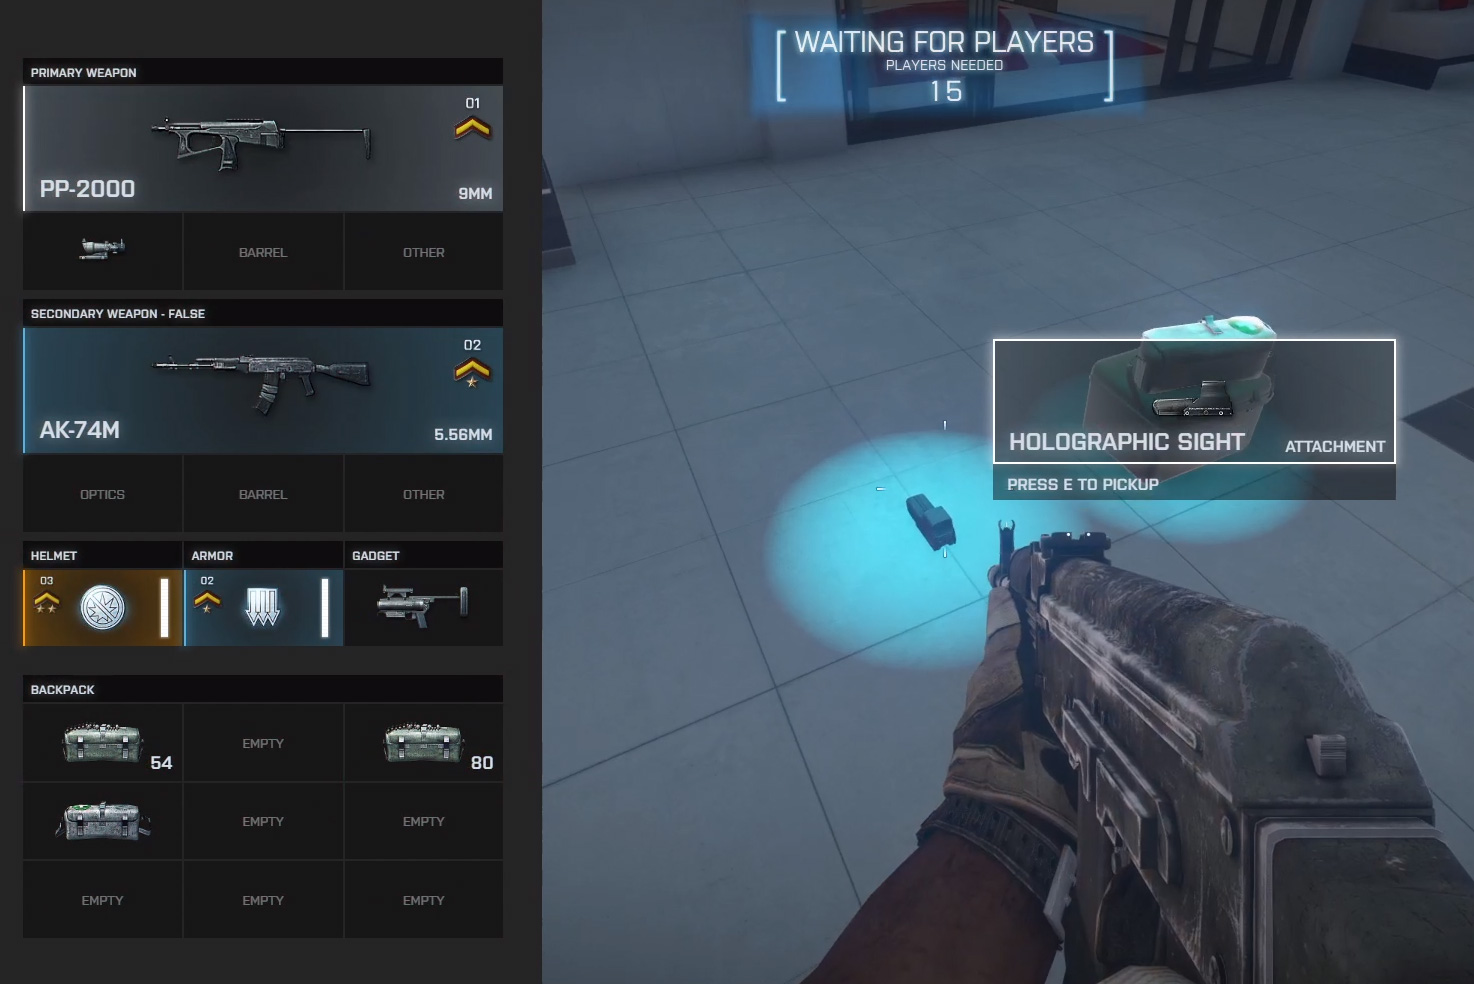 PRIMARY WEAPON
01
PP-2000
9MM
BARREL
OTHER
SECONDARY WEAPON - FALSE
02
AK-74M
5.56MM
OPTICS
BARREL
OTHER
HELMET
ARMOR
GADGET
03
02
BACKPACK
54
EMPTY
80
EMPTY
EMPTY
EMPTY
EMPTY
EMPTY
WAITING FOR PLAYERS
PLAYERS NEEDED
15
HOLOGRAPHIC SIGHT
ATTACHMENT
PRESS E TO PICKUP